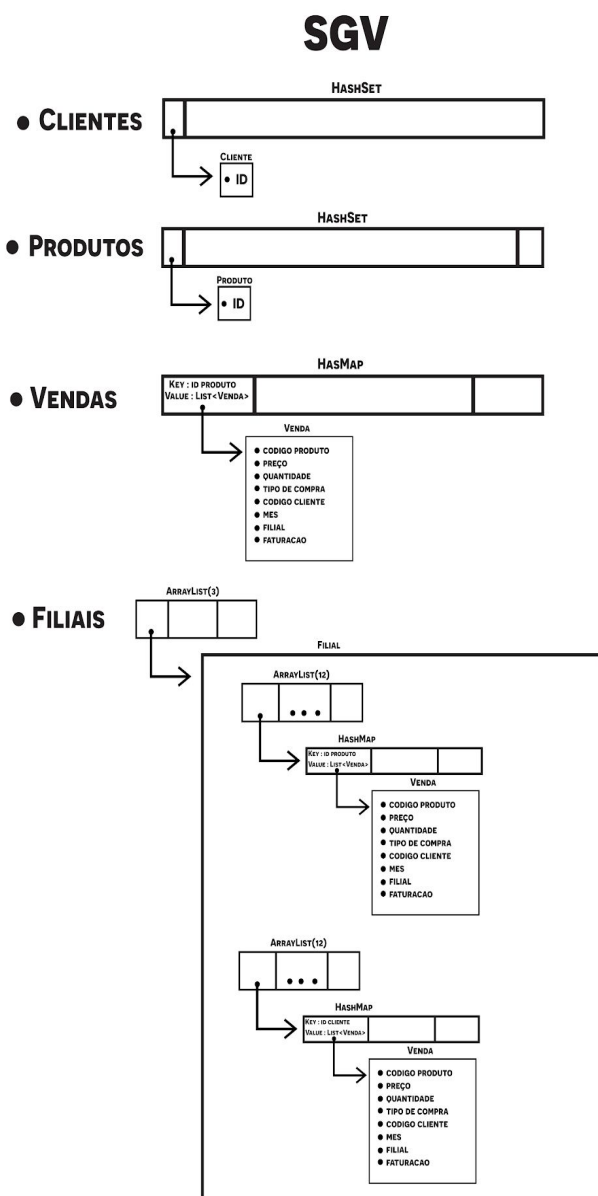 SGV
HashSet
• Clientes
Cliente
• ID
HashSet
• Produtos
Produto
• ID
HasMap
• Vendas
Key : ID produto
Value : List<Venda>
Venda
• codigo produto
• preço
• quantidade
• tipo de compra
• codigo cliente
• mes
• filial
• faturacao
ArrayList(3)
• Filiais
Filial
ArrayList(12)
• • •
HashMap
Key : ID produto
Value : List<Venda>
Venda
• codigo produto
• preço
• quantidade
• tipo de compra
• codigo cliente
• mes
• filial
• faturacao
ArrayList(12)
• • •
HashMap
Key : ID cliente
Value : List<Venda>
Venda
• codigo produto
• preço
• quantidade
• tipo de compra
• codigo cliente
• mes
• filial
• faturacao